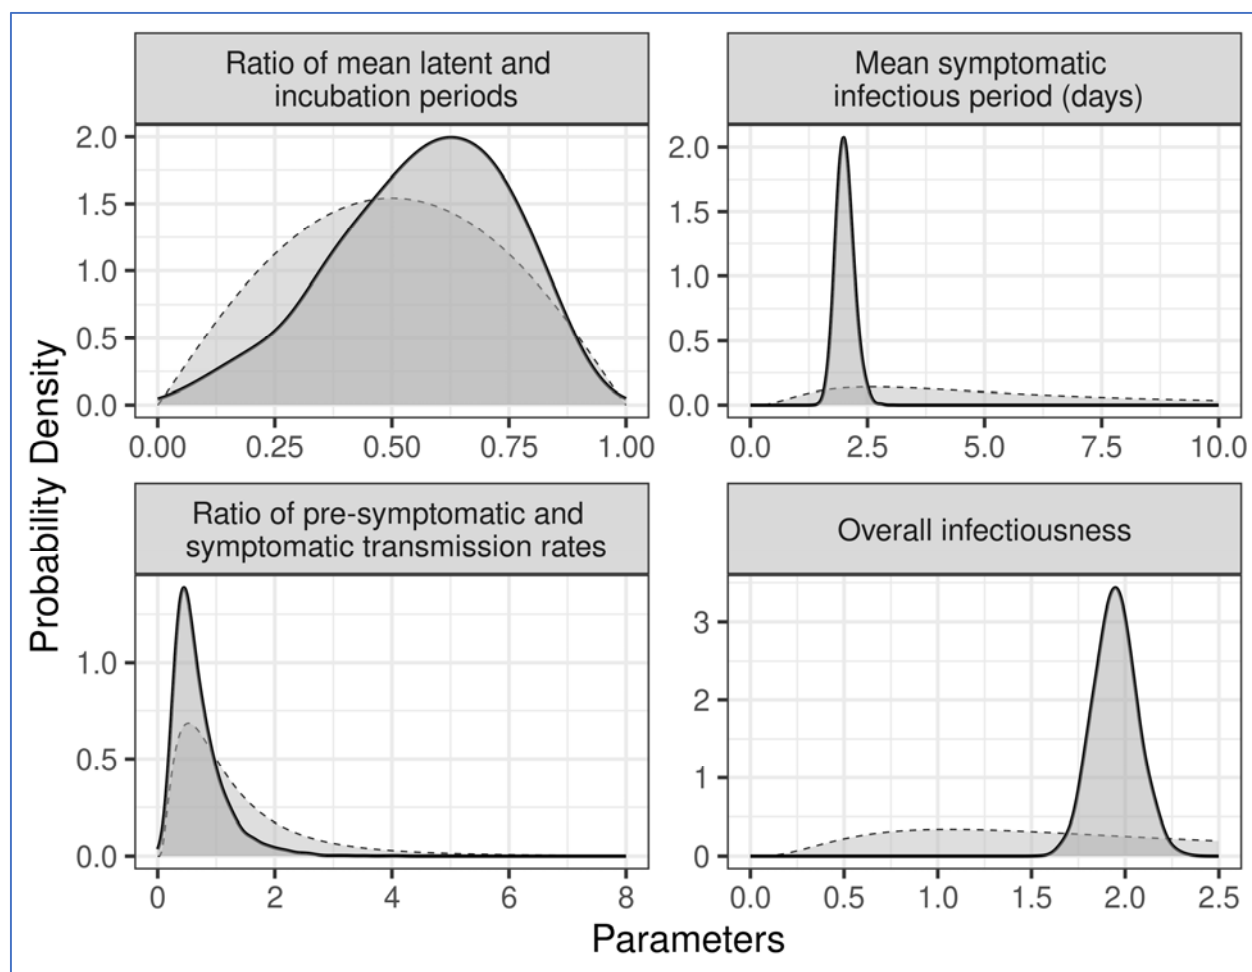 Ratio of mean latent and
incubation periods
Mean symptomatic
infectious period (days)
2.0
1.5
1.0
0.5
0.0
0.00 0.25 0.50 0.75 1.00
2.0
1.5
1.0
0.5
0.0
0.0 2.5 5.0 7.5 10.0
Probability Density
Ratio of pre-symptomatic and
symptomatic transmission rates
Overall infectiousness
1.0
0.5
0.0
0 2 4 6 8
3
2
1
0
0.0 0.5 1.0 1.5 2.0 2.5
Parameters